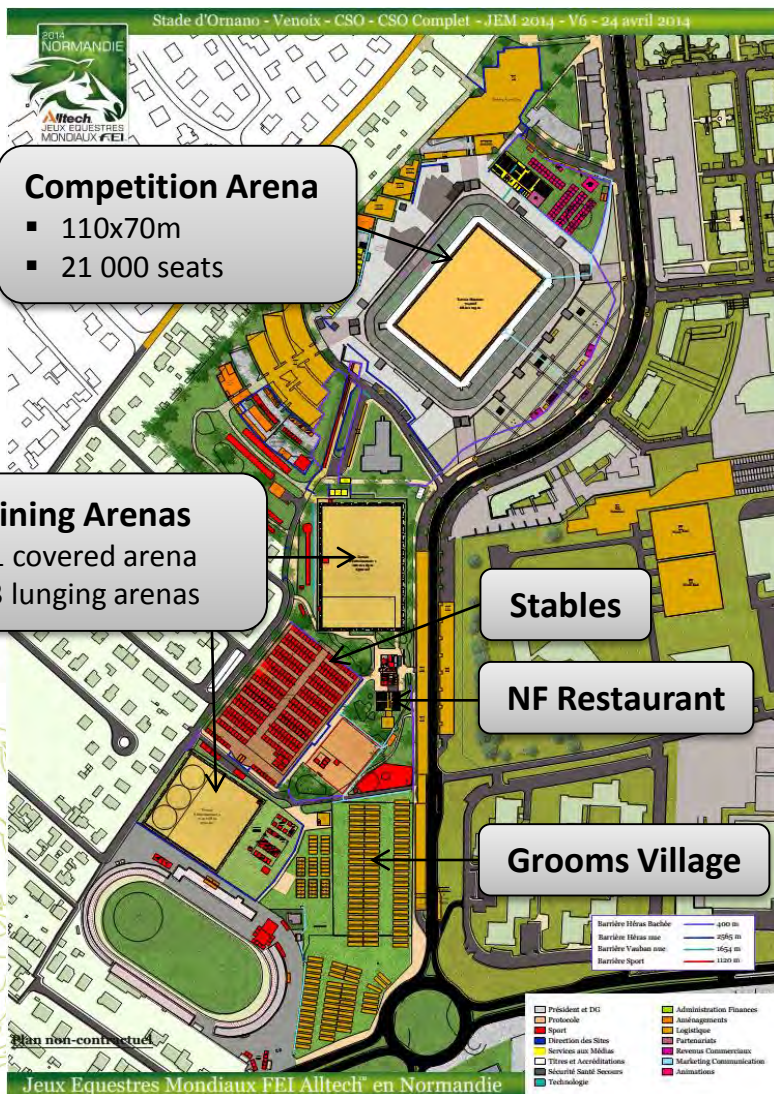 Stade d'Ornano - Venoix - CSO - CSO Complet - JEM 2014 - V6 - 24 avril 2014
2014
NORMANDIE
Alltech
JEUX EQUESTRES
MONDIAUX FEI
Competition Arena
▪ 110x70m
▪ 21 000 seats
ining Arenas
1 covered arena
3 lunging arenas
Stables
NF Restaurant
Grooms Village
Barrière Héras Bachée 400 m
Barrière Héras nue 2565 m
Barrière Vauban nue 1654 m
Barrière Sport 1120 m
Président et DG
Protocole
Sport
Direction des Sites
Services aux Médias
Titres et Accréditations
Sécurité Santé Secours
Technologie
Administration Finances
Aménagements
Logistique
Partenariats
Revenus Commerciaux
Marketing Communication
Animations
Plan non-contractuel
Jeux Equestres Mondiaux FEI Alltech™ en Normandie